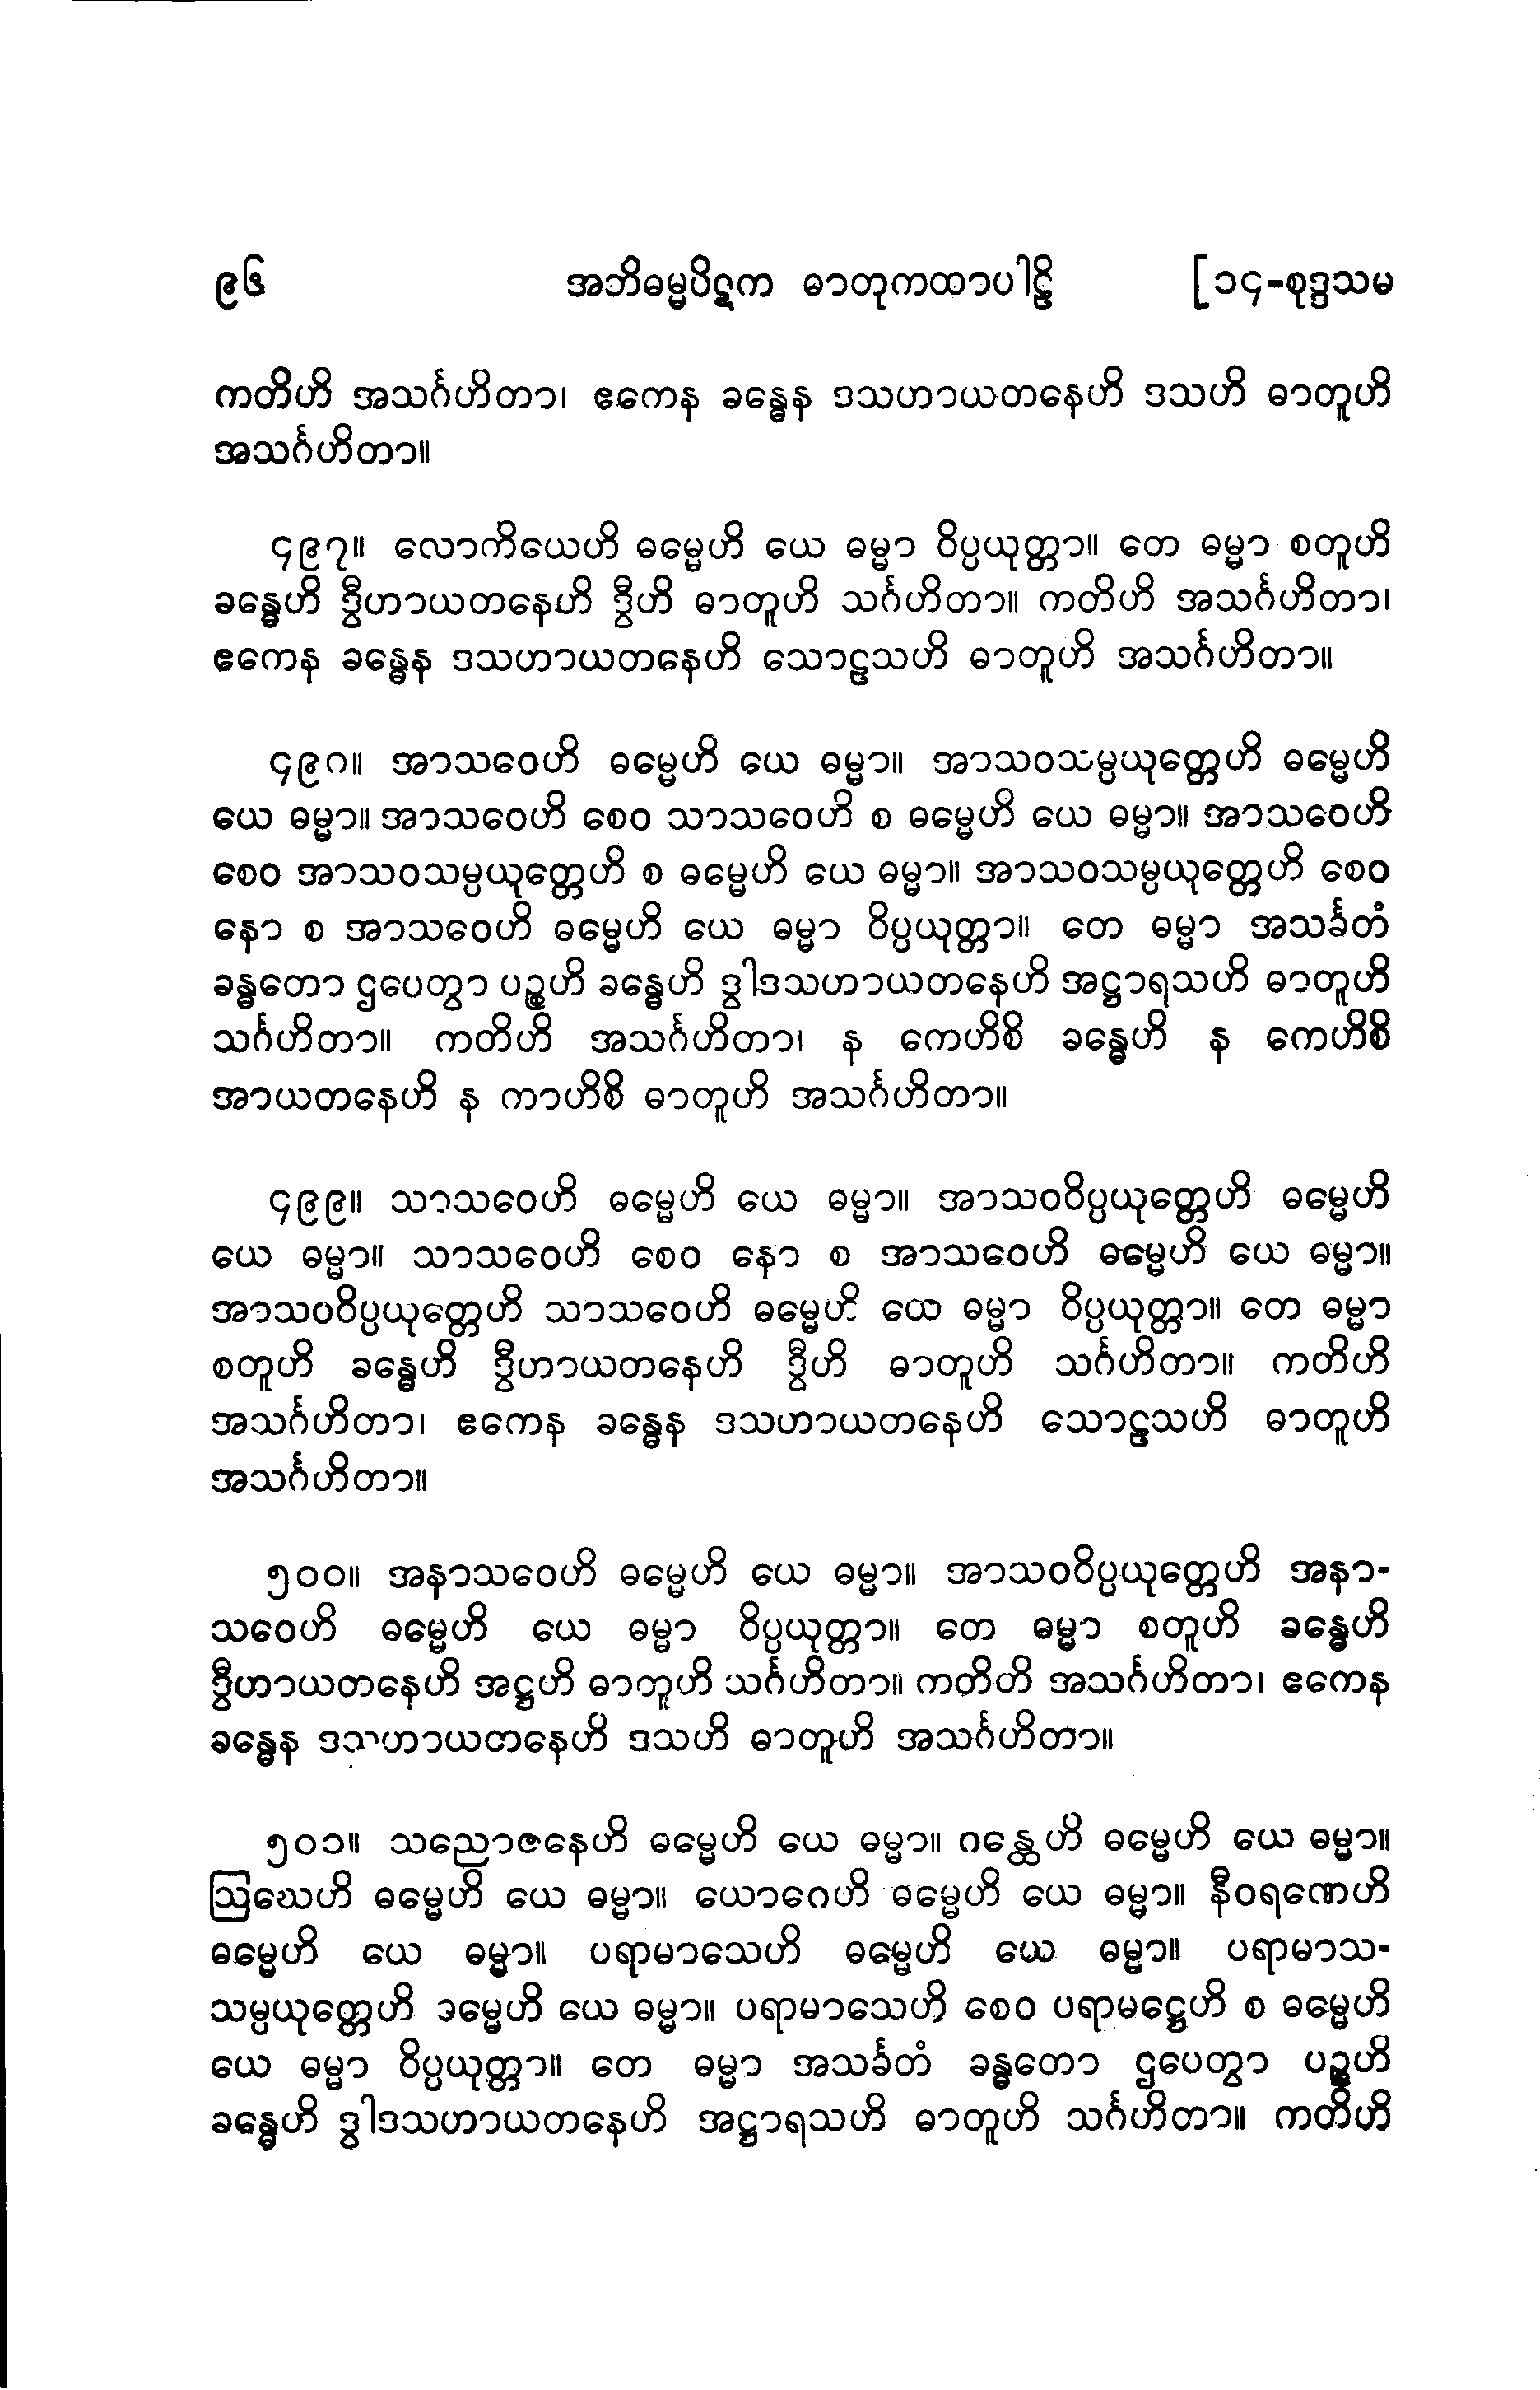 ၉၆ အဘိဓမ္မပိဋက ဓာတုကထာပါဠိ [၁၄-စုဒ္ဒသမ
ကတိဟိ အသင်္ဂဟိတာ၊ ဧကေန ခန္ဓေန ဒသဟာယတနေဟိ ဒသဟိ ဓာတူဟိ
အသင်္ဂဟိတာ။
၄၉၇။ လောကိယေဟိ ဓမ္မေဟိ ယေ ဓမ္မာ ဝိပ္ပယုတ္တာ။ တေ ဓမ္မာ စတူဟိ
ခန္ဓေဟိ ဒွီဟာယတနေဟိ ဒွီဟိ ဓာတူဟိ သင်္ဂဟိတာ။ ကတိဟိ အသင်္ဂဟိတာ၊
ဧကေန ခန္ဓေန ဒသဟာယတနေဟိ သောဠသဟိ ဓာတူဟိ အသင်္ဂဟိတာ။
၄၉၈။ အာသဝေဟိ ဓမ္မေဟိ ယေ ဓမ္မာ။ အာသဝသမ္ပယုတ္တေဟိ ဓမ္မေဟိ
ယေ ဓမ္မာ။ အာသဝေဟိ စေဝ သာသဝေဟိ စ ဓမ္မေဟိ ယေ ဓမ္မာ။ အာသဝေဟိ
စေဝ အာသဝသမ္ပယုတ္တေဟိ စ ဓမ္မေဟိ ယေ ဓမ္မာ။ အာသဝသမ္ပယုတ္တေဟိ စေဝ
နော စ အာသဝေဟိ ဓမ္မေဟိ ယေ ဓမ္မာ ဝိပ္ပယုတ္တာ။ တေ ဓမ္မာ အသင်္ခတံ
ခန္ဓတော ဌပေတွာ ပဉ္စဟိ ခန္ဓေဟိ ဒွါဒသဟာယတနေဟိ အဋ္ဌာရသဟိ ဓာတူဟိ
သင်္ဂဟိတာ။ ကတိဟိ အသင်္ဂဟိတာ၊ န ကေဟိစိ ခန္ဓေဟိ န ကေဟိစိ
အာယတနေဟိ န ကာဟိစိ ဓာတူဟိ အသင်္ဂဟိတာ။
၄၉၉။ သာသဝေဟိ ဓမ္မေဟိ ယေ ဓမ္မာ။ အာသဝဝိပ္ပယုတ္တေဟိ ဓမ္မေဟိ
ယေ ဓမ္မာ။ သာသဝေဟိ စေဝ နော စ အာသဝေဟိ ဓမ္မေဟိ ယေ ဓမ္မာ။
အာသဝဝိပ္ပယုတ္တေဟိ သာသဝေဟိ ဓမ္မေဟိ ယေ ဓမ္မာ ဝိပ္ပယုတ္တာ။ တေ ဓမ္မာ
စတူဟိ ခန္ဓေဟိ ဒွီဟာယတနေဟိ ဒွီဟိ ဓာတူဟိ သင်္ဂဟိတာ။ ကတိဟိ
အသင်္ဂဟိတာ၊ ဧကေန ခန္ဓေန ဒသဟာယတနေဟိ သောဠသဟိ ဓာတူဟိ
အသင်္ဂဟိတာ။
၅၀၀။ အနာသဝေဟိ ဓမ္မေဟိ ယေ ဓမ္မာ။ အာသဝဝိပ္ပယုတ္တေဟိ အနာ-
သဝေဟိ ဓမ္မေဟိ ယေ ဓမ္မာ ဝိပ္ပယုတ္တာ။ တေ ဓမ္မာ စတူဟိ ခန္ဓေဟိ
ဒွီဟာယတနေဟိ အဋ္ဌဟိ ဓာတူဟိ သင်္ဂဟိတာ။ ကတိတိ အသင်္ဂဟိတာ၊ ဧကေန
ခန္ဓေန ဒသဟာယတနေဟိ ဒသဟိ ဓာတူဟိ အသင်္ဂဟိတာ။
၅၀၁။ သညောဇနေဟိ ဓမ္မေဟိ ယေ ဓမ္မာ။ ဂန္ထေဟိ ဓမ္မေဟိ ယေ ဓမ္မာ။
ဩဃေဟိ ဓမ္မေဟိ ယေ ဓမ္မာ။ ယောဂေဟိ ဓမ္မေဟိ ယေ ဓမ္မာ။ နီဝရဏေဟိ
ဓမ္မေဟိ ယေ ဓမ္မာ။ ပရာမာသေဟိ ဓမ္မေဟိ ယေ ဓမ္မာ။ ပရာမာသ-
သမ္ပယုတ္တေဟိ ဒမ္မေဟိ ယေ ဓမ္မာ။ ပရာမာသေဟိ စေဝ ပရာမဋ္ဌေဟိ စ ဓမ္မေဟိ
ယေ ဓမ္မာ ဝိပ္ပယုတ္တာ။ တေ ဓမ္မာ အသင်္ခတံ ခန္ဓတော ဌပေတွာ ပဉ္စဟိ
ခန္ဓေဟိ ဒွါဒသဟာယတနေဟိ အဋ္ဌာရသဟိ ဓာတူဟိ သင်္ဂဟိတာ။ ကတိဟိ